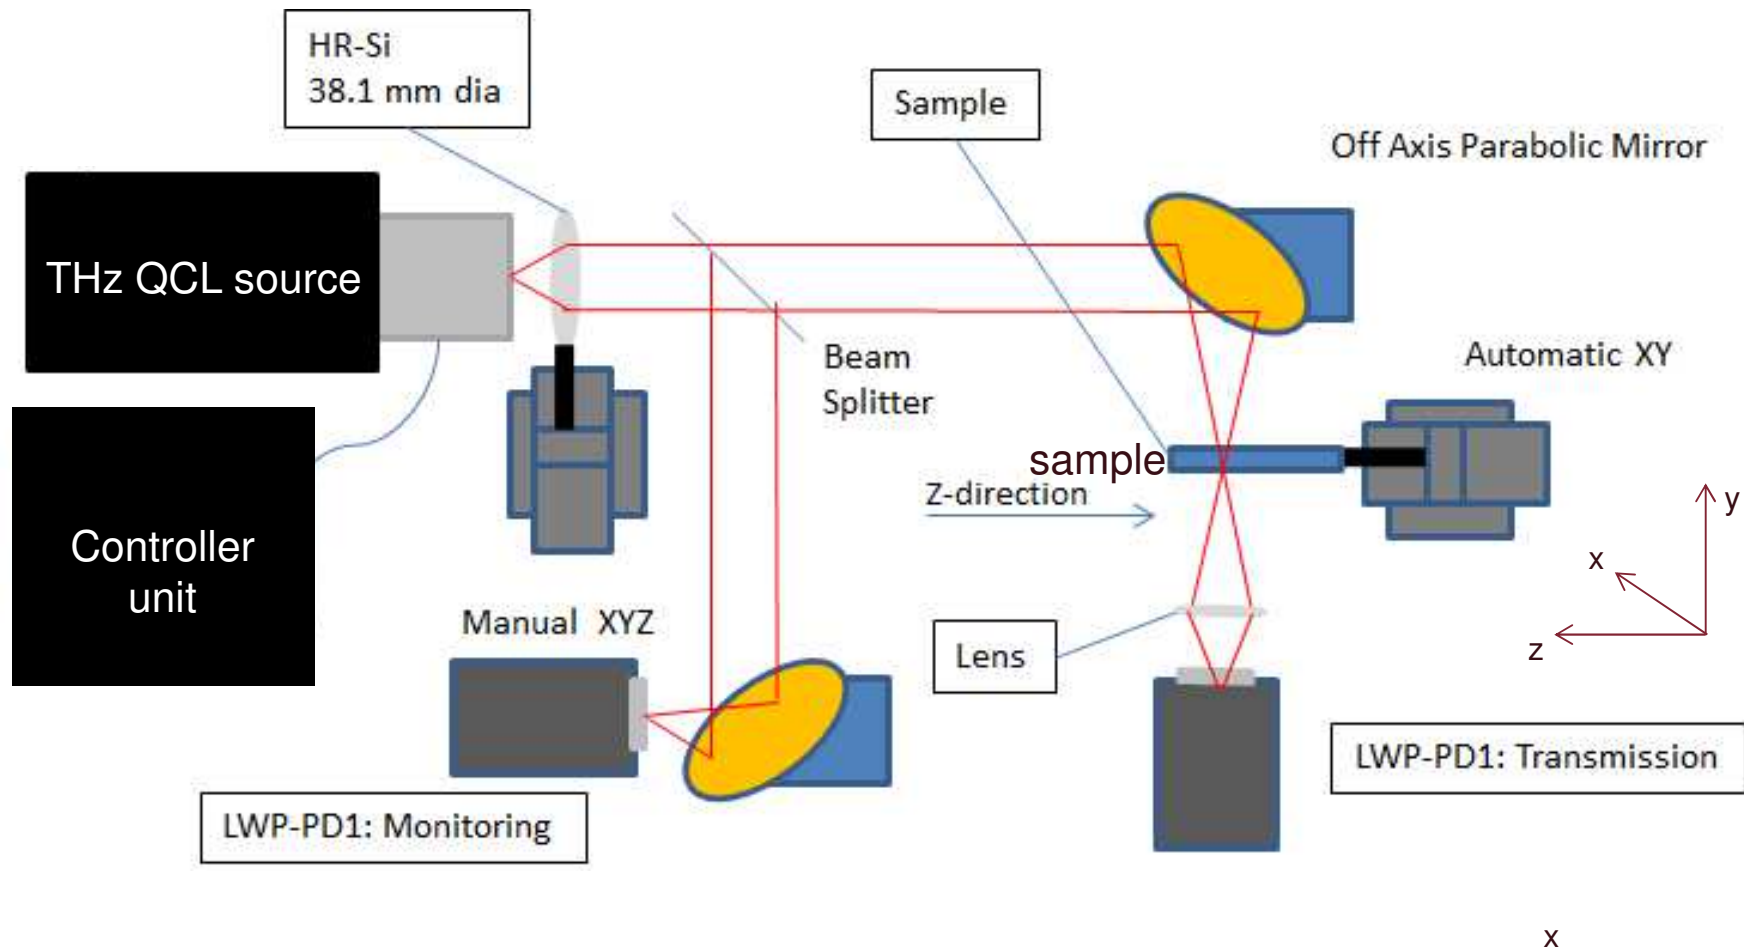 HR-Si
38.1 mm dia
Sample
Off Axis Parabolic Mirror
THz QCL source
Beam
Splitter
Automatic XY
sample
Z-direction
Controller
unit
y
x
z
Manual XYZ
Lens
LWP-PD1: Transmission
LWP-PD1: Monitoring
x